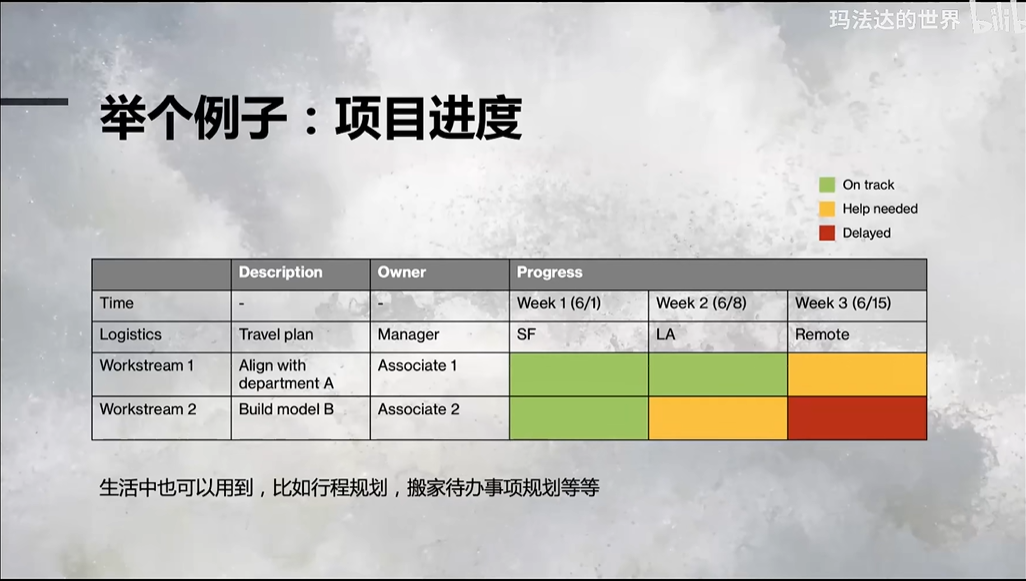 玛法达的世界 bilib
举个例子：项目进度
On track
Help needed
Delayed
Description Owner Progress
Time - - Week 1 (6/1) Week 2 (6/8) Week 3 (6/15)
Logistics Travel plan Manager SF LA Remote
Workstream 1 Align with department A Associate 1
Workstream 2 Build model B Associate 2
生活中也可以用到，比如行程规划，搬家待办事项规划等等